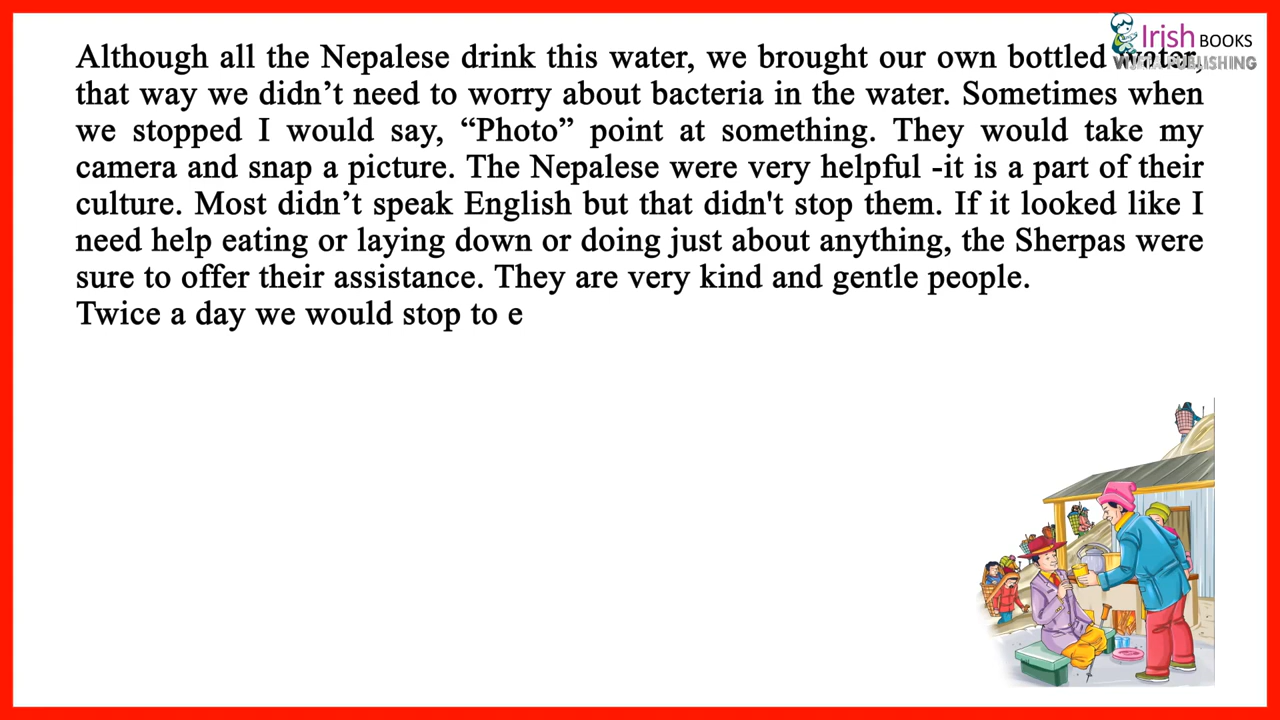 Irish BOOKS
VISHV PUBLISHING
Although all the Nepalese drink this water, we brought our own bottled water,
that way we didn’t need to worry about bacteria in the water. Sometimes when
we stopped I would say, “Photo” point at something. They would take my
camera and snap a picture. The Nepalese were very helpful -it is a part of their
culture. Most didn’t speak English but that didn't stop them. If it looked like I
need help eating or laying down or doing just about anything, the Sherpas were
sure to offer their assistance. They are very kind and gentle people.
Twice a day we would stop to e